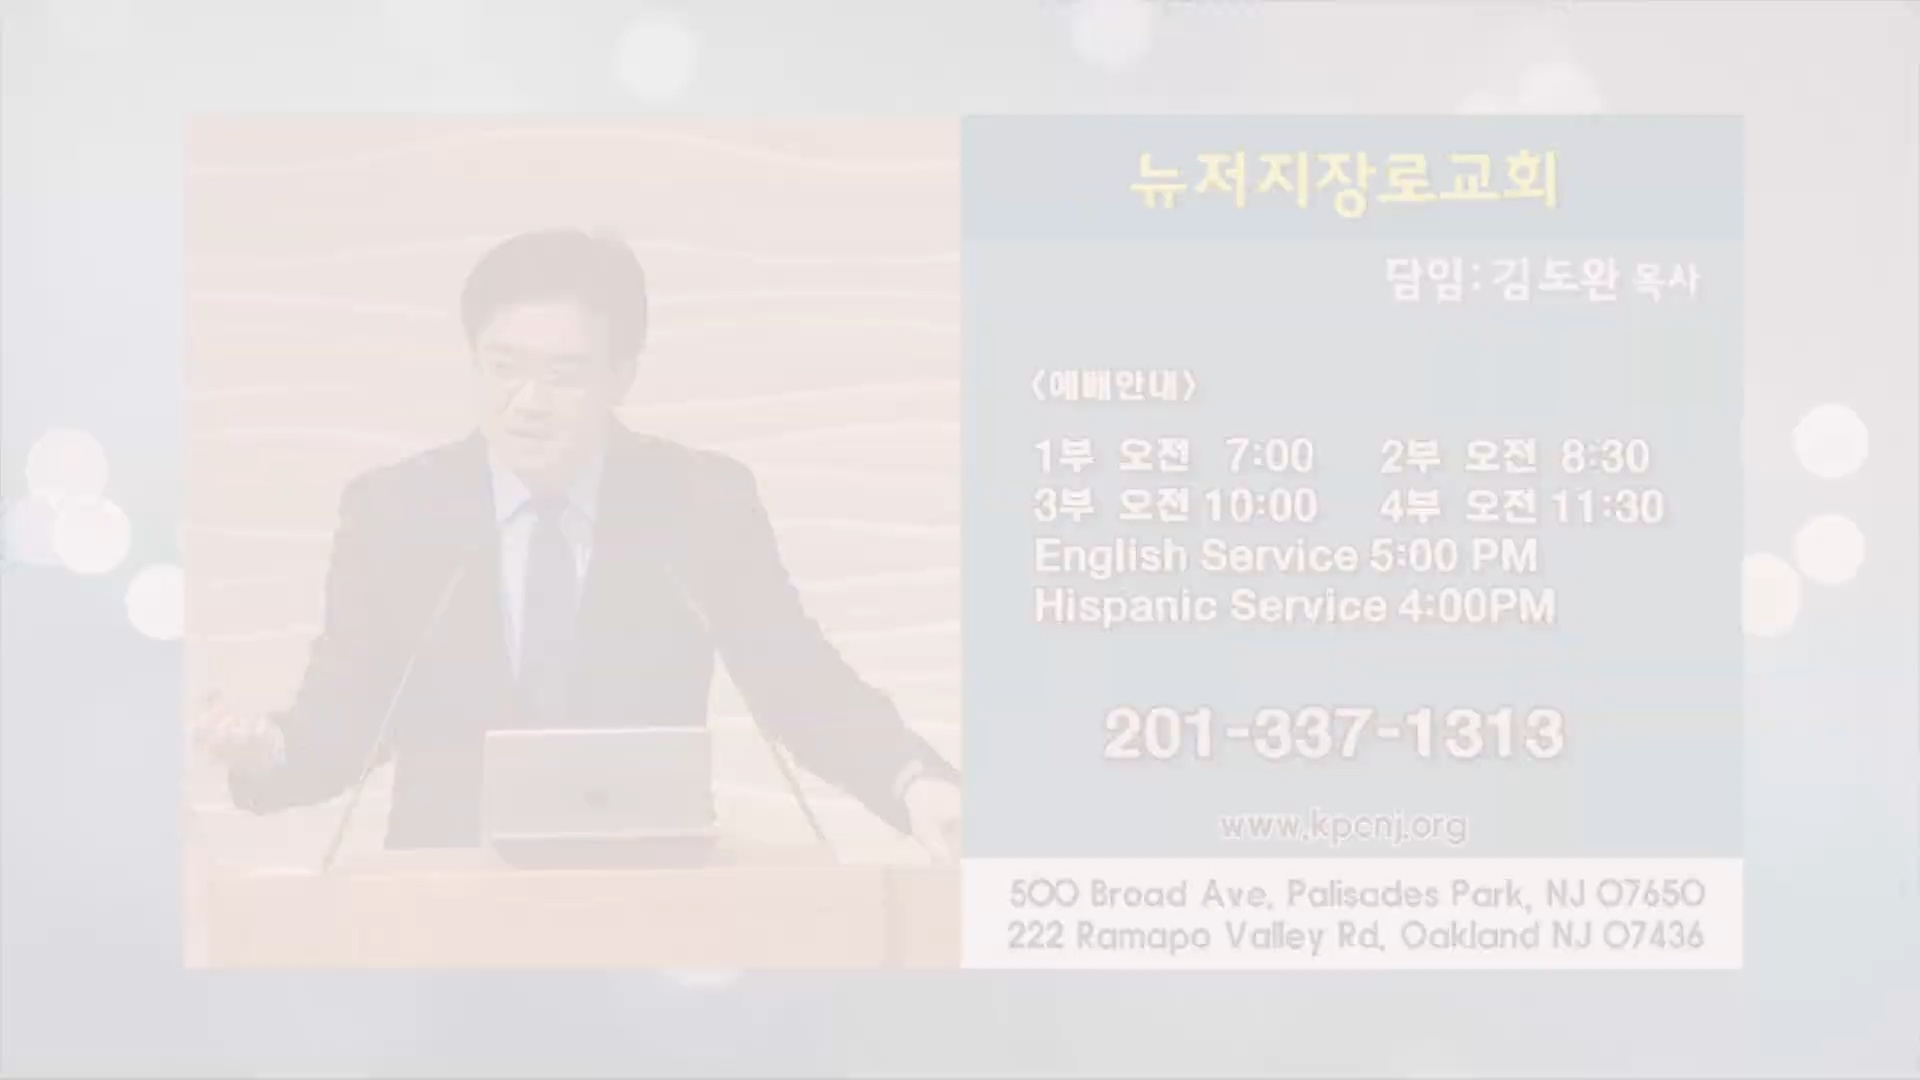 뉴저지장로교회
담임:김도완 목사
<예배안내>
1부 오전 7:00 2부 오전 8:30
3부 오전 10:00 4부 오전 11:30
English Service 5:00 PM
Hispanic Service 4:00PM
201-337-1313
www.kpcnj.org
500 Broad Ave, Palisades Park, NJ 07650
222 Ramapo Valley Rd, Oakland NJ 07436